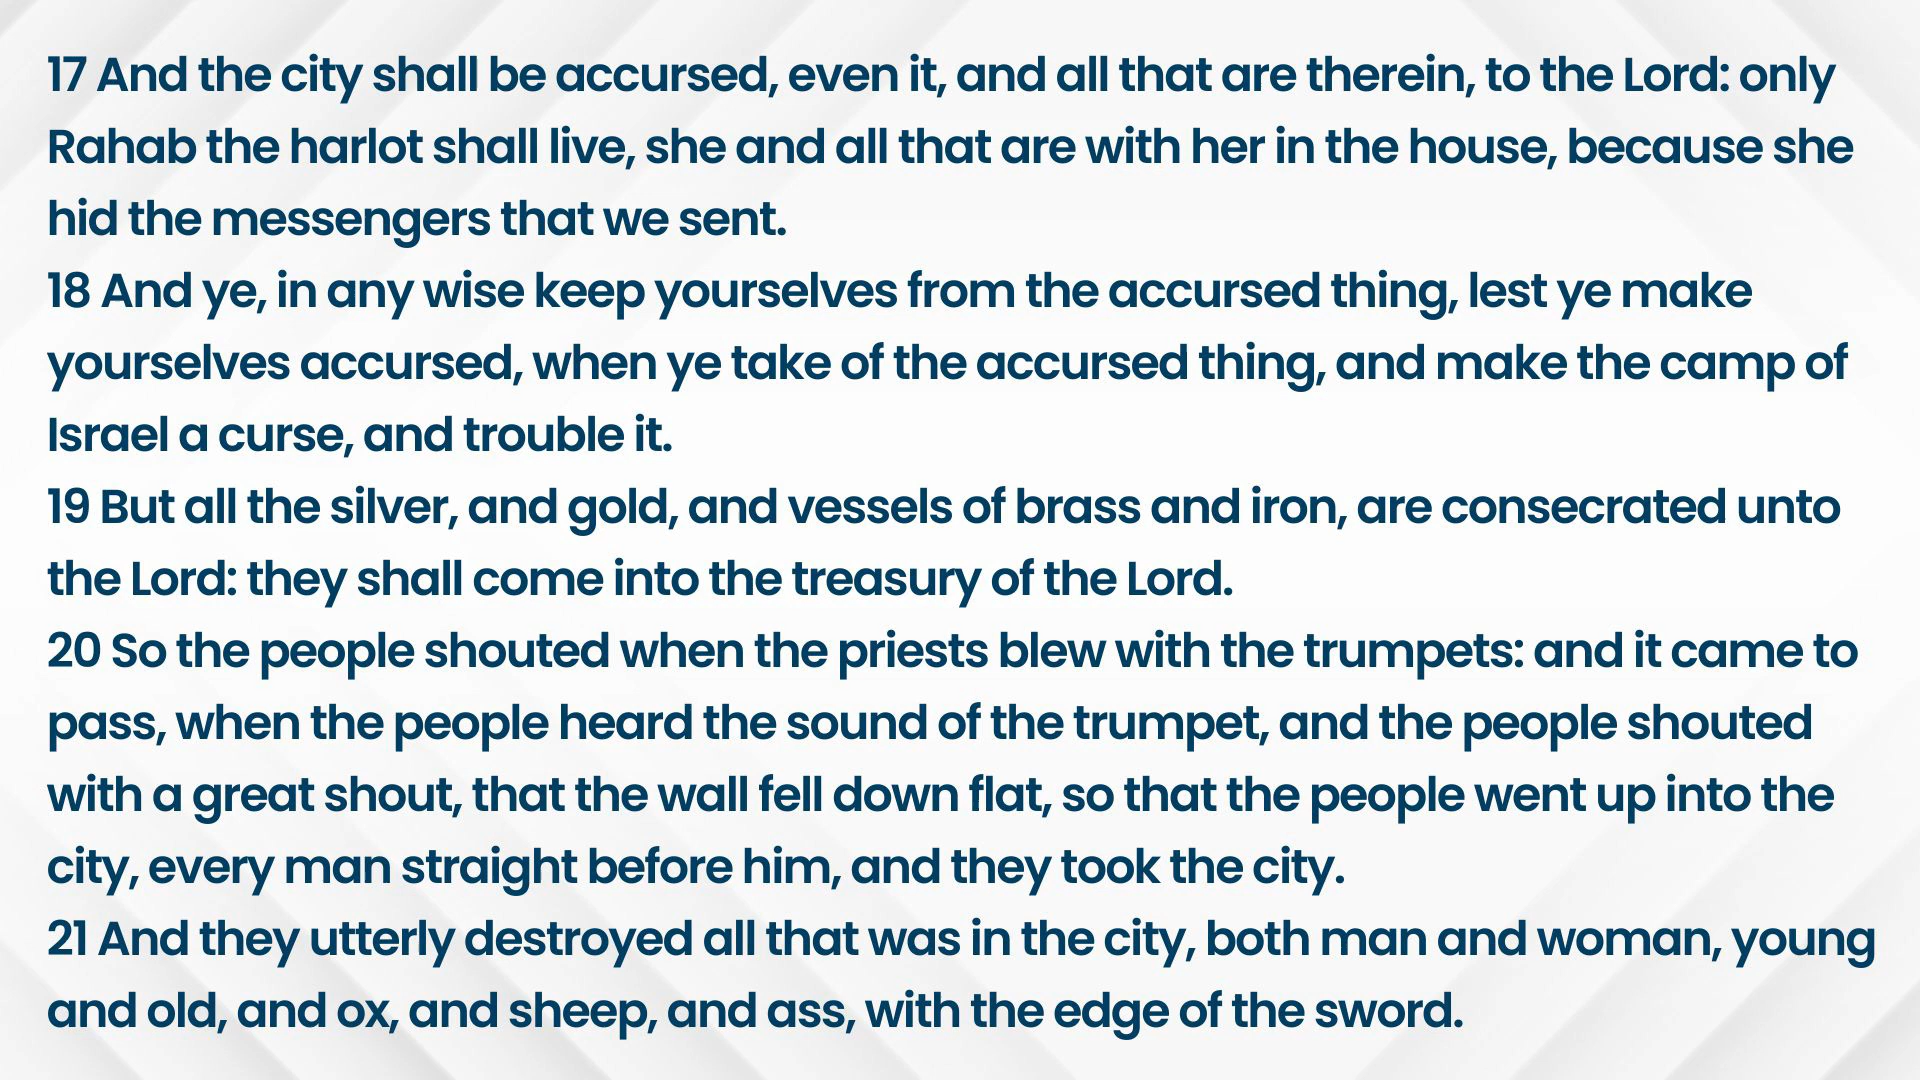 17 And the city shall be accursed, even it, and all that are therein, to the Lord: only
Rahab the harlot shall live, she and all that are with her in the house, because she
hid the messengers that we sent.
18 And ye, in any wise keep yourselves from the accursed thing, lest ye make
yourselves accursed, when ye take of the accursed thing, and make the camp of
Israel a curse, and trouble it.
19 But all the silver, and gold, and vessels of brass and iron, are consecrated unto
the Lord: they shall come into the treasury of the Lord.
20 So the people shouted when the priests blew with the trumpets: and it came to
pass, when the people heard the sound of the trumpet, and the people shouted
with a great shout, that the wall fell down flat, so that the people went up into the
city, every man straight before him, and they took the city.
21 And they utterly destroyed all that was in the city, both man and woman, young
and old, and ox, and sheep, and ass, with the edge of the sword.